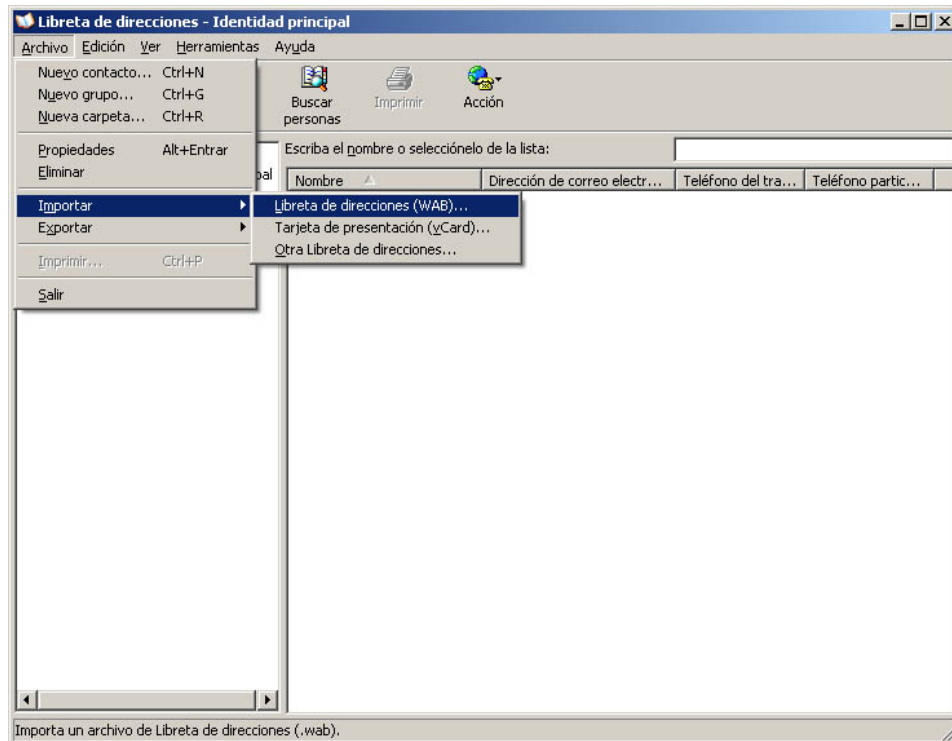 Libreta de direcciones - Identidad principal
Archivo Edición Ver Herramientas Ayuda
Nuevo contacto... Ctrl+N
Nuevo grupo... Ctrl+G
Nueva carpeta... Ctrl+R
Propiedades Alt+Entrar
Eliminar
Importar
Exportar
Imprimir... Ctrl+P
Salir
Buscar personas
Imprimir
Acción
Escriba el nombre o selecciónelo de la lista:
pal
Nombre Dirección de correo electr... Teléfono del tra... Teléfono partic...
Libreta de direcciones (WAB)...
Tarjeta de presentación (vCard)...
Otra Libreta de direcciones...
Importa un archivo de Libreta de direcciones (.wab).